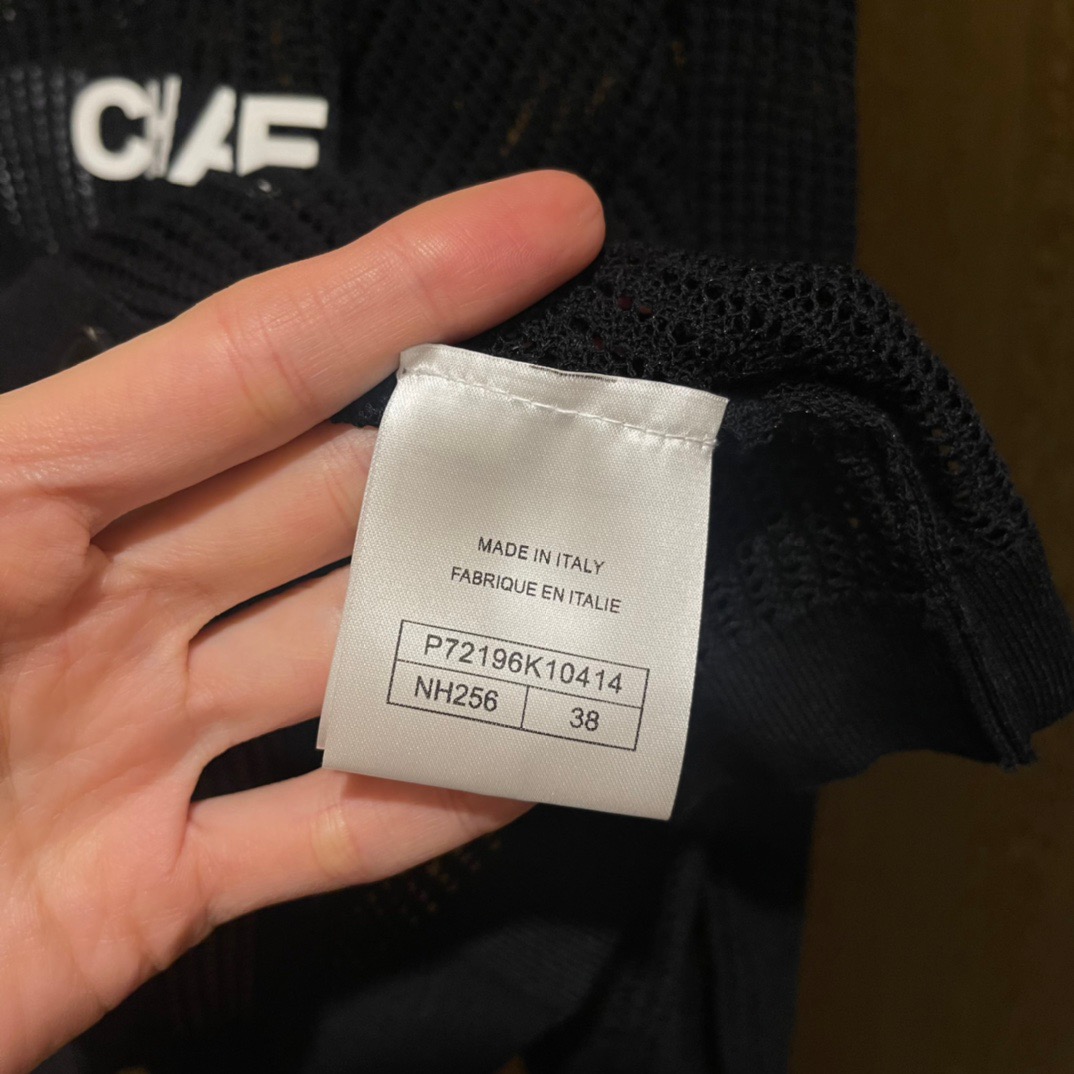 MADE IN ITALY
FABRIQUE EN ITALIE
P72196K10414
NH256
38